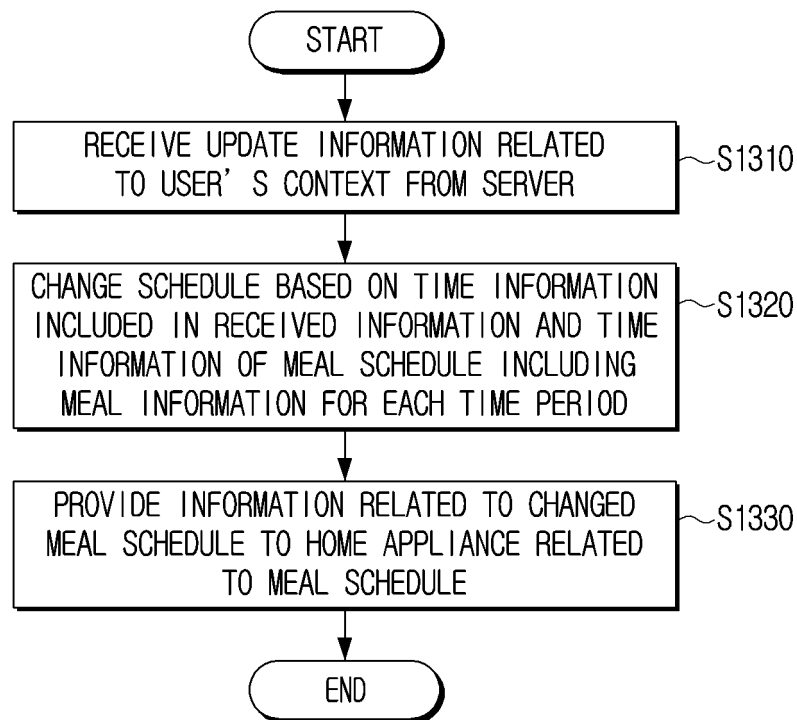 START
RECEIVE UPDATE INFORMATION RELATED
TO USER' S CONTEXT FROM SERVER
S1310
CHANGE SCHEDULE BASED ON TIME INFORMATION
INCLUDED IN RECEIVED INFORMATION AND TIME
INFORMATION OF MEAL SCHEDULE INCLUDING
MEAL INFORMATION FOR EACH TIME PERIOD
S1320
PROVIDE INFORMATION RELATED TO CHANGED
MEAL SCHEDULE TO HOME APPLIANCE RELATED
TO MEAL SCHEDULE
S1330
END